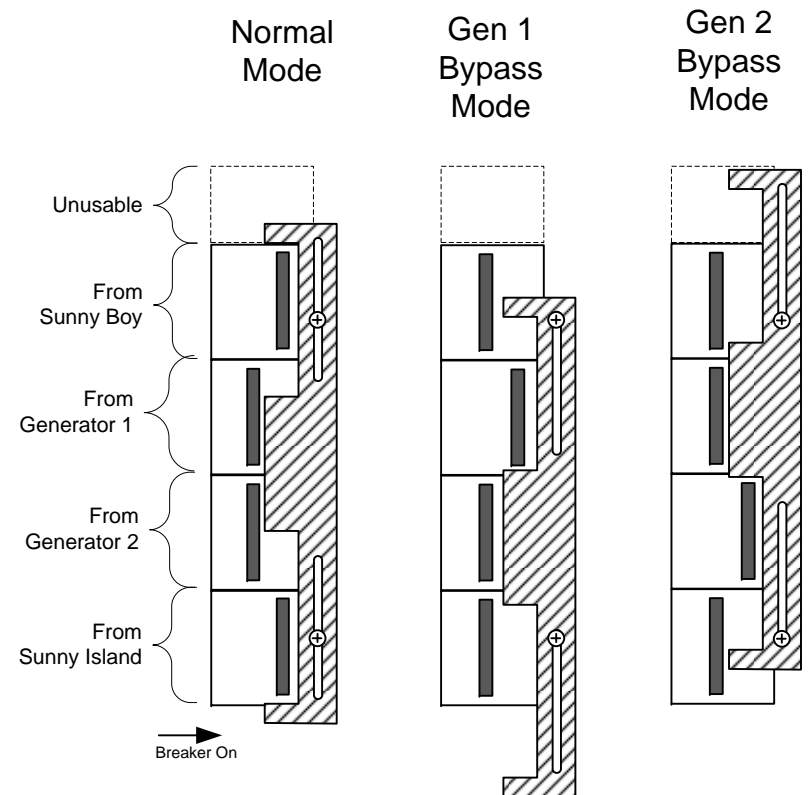 Normal
Mode
Gen 1
Bypass
Mode
Gen 2
Bypass
Mode
Unusable
From
Sunny Boy
From
Generator 1
From
Generator 2
From
Sunny Island
Breaker On